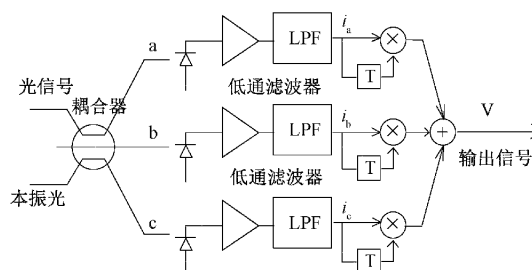 a
LPF
iₐ
×
T
低通滤波器
光信号
耦合器
b
LPF
i_b
×
T
+
V
输出信号
低通滤波器
本振光
c
LPF
i_c
×
T